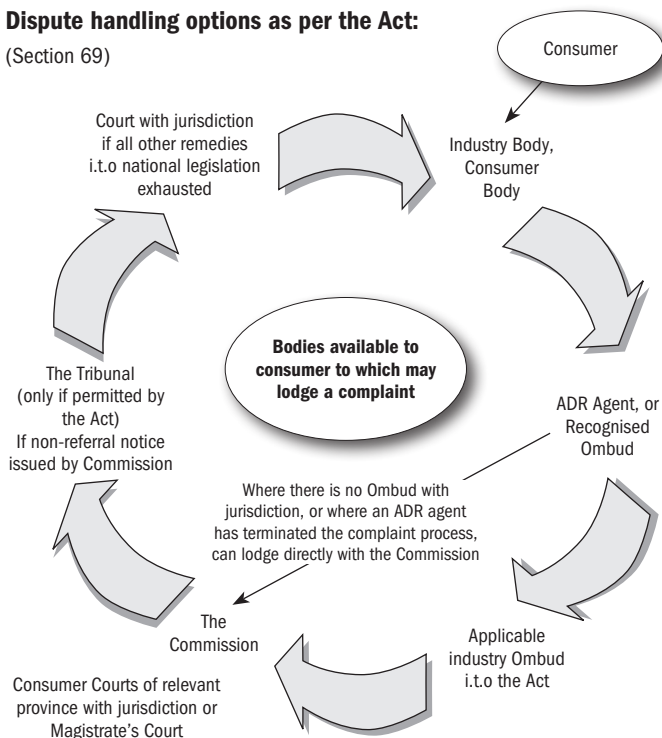 Dispute handling options as per the Act:
(Section 69)
Consumer
Court with jurisdiction
if all other remedies
i.t.o national legislation
exhausted
Industry Body,
Consumer
Body
Bodies available to
consumer to which may
lodge a complaint
The Tribunal
(only if permitted by
the Act)
If non-referral notice
issued by Commission
ADR Agent, or
Recognised
Ombud
Where there is no Ombud with
jurisdiction, or where an ADR agent
has terminated the complaint process,
can lodge directly with the Commission
The
Commission
Applicable
industry Ombud
i.t.o the Act
Consumer Courts of relevant
province with jurisdiction or
Magistrate's Court